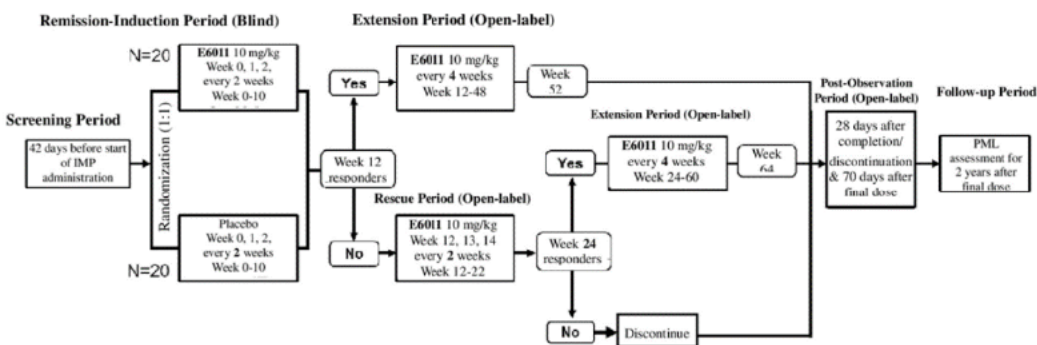 Remission-Induction Period (Blind)
N=20
E6011 10 mg/kg
Week 0, 1, 2,
every 2 weeks
Week 0-10
Screening Period
42 days before start
of IMP
administration
Randomization (1:1)
Placebo
Week 0, 1, 2,
every 2 weeks
Week 0-10
N=20
Week 12
responders
Extension Period (Open-label)
Yes
E6011 10 mg/kg
every 4 weeks
Week 12-48
Week
52
Rescue Period (Open-label)
No
E6011 10 mg/kg
Week 12, 13, 14
every 2 weeks
Week 12-22
Week 24
responders
Extension Period (Open-label)
Yes
E6011 10 mg/kg
every 4 weeks
Week 24-60
Week
64
No
Discontinue
Post-Observation
Period (Open-label)
28 days after
completion/
discontinuation
& 70 days after
final dose
Follow-up Period
PML
assessment for
2 years after
final dose